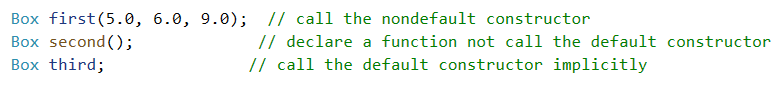 Box first(5.0, 6.0, 9.0);  // call the nondefault constructor
Box second();             // declare a function not call the default constructor
Box third;               // call the default constructor implicitly